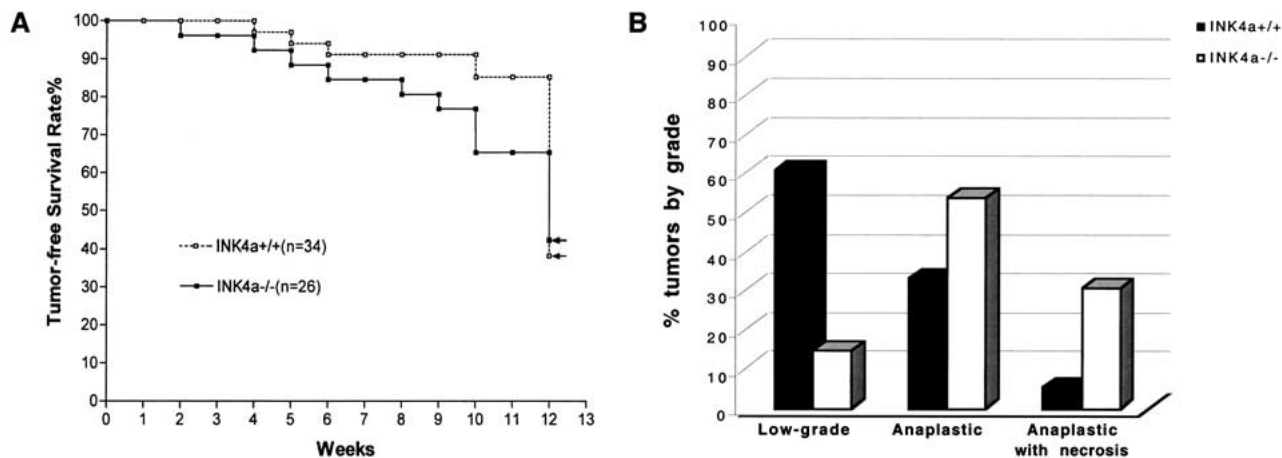 A
Tumor-free Survival Rate%
100
90
80
70
60
50
40
30
20
10
0
INK4a+/+(n=34)
INK4a-/-(n=26)
0 1 2 3 4 5 6 7 8 9 10 11 12 13
Weeks
B
INK4a+/+
INK4a-/-
% tumors by grade
100
90
80
70
60
50
40
30
20
10
0
Low-grade
Anaplastic
Anaplastic
with necrosis